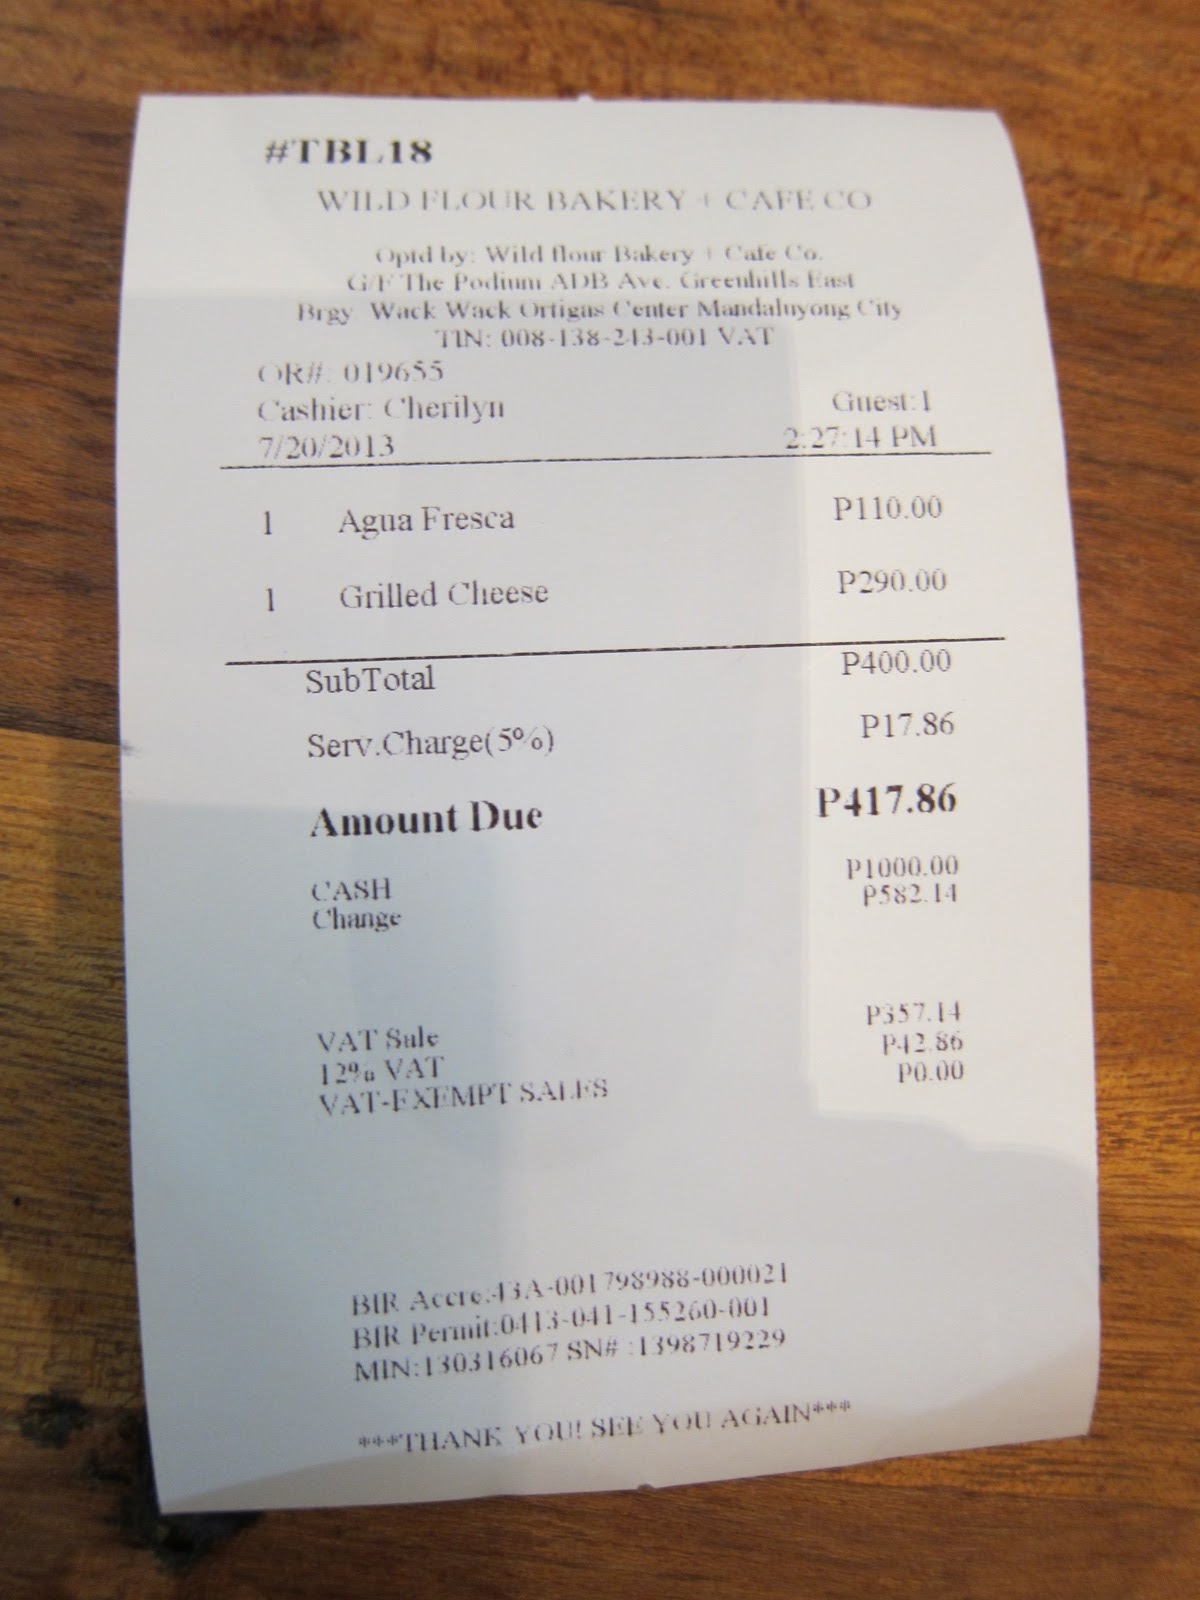 #TBL18
WILD FLOUR BAKERY + CAFE CO
Optd by: Wild flour Bakery + Cafe Co.
G/F The Podium ADB Ave. Greenhills East
Brgy. Wack Wack Ortigas Center Mandaluyong City
TIN: 008-138-243-001 VAT
OR#: 019655
Cashier: Cherilyn Guest:1
7/20/2013 2:27:14 PM
1 Agua Fresca P110.00
1 Grilled Cheese P290.00
SubTotal P400.00
Serv.Charge(5%) P17.86
Amount Due P417.86
CASH P1000.00
Change P582.14
VAT Sale P357.14
12% VAT P42.86
VAT-EXEMPT SALES P0.00
BIR Accre:43A-001798988-000021
BIR Permit:0413-041-155260-001
MIN:130316067 SN# :1398719229
***THANK YOU! SEE YOU AGAIN***